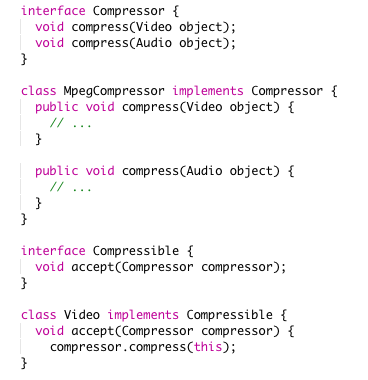 interface Compressor {
  void compress(Video object);
  void compress(Audio object);
}
class MpegCompressor implements Compressor {
  public void compress(Video object) {
    // ...
  }
  public void compress(Audio object) {
    // ...
  }
}
interface Compressible {
  void accept(Compressor compressor);
}
class Video implements Compressible {
  void accept(Compressor compressor) {
    compressor.compress(this);
}